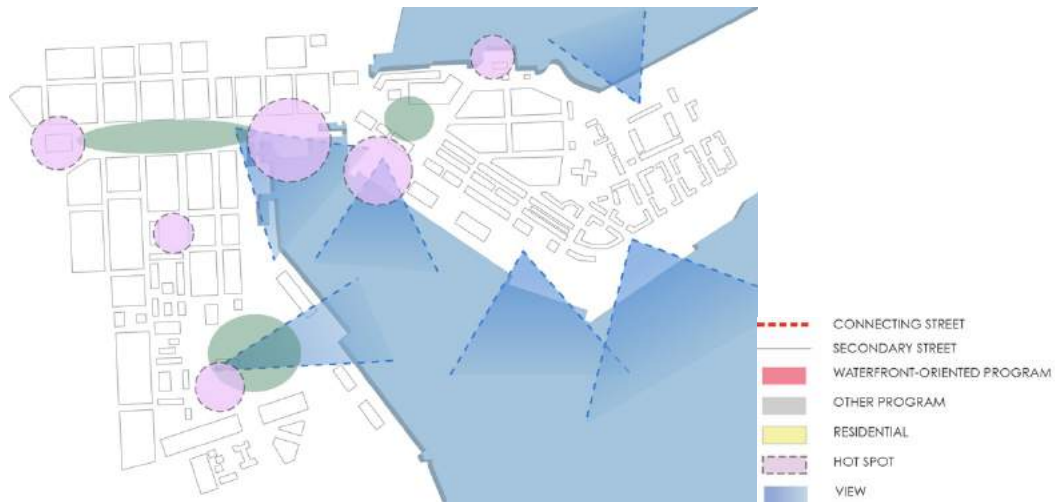 CONNECTING STREET
SECONDARY STREET
WATERFRONT-ORIENTED PROGRAM
OTHER PROGRAM
RESIDENTIAL
HOT SPOT
VIEW